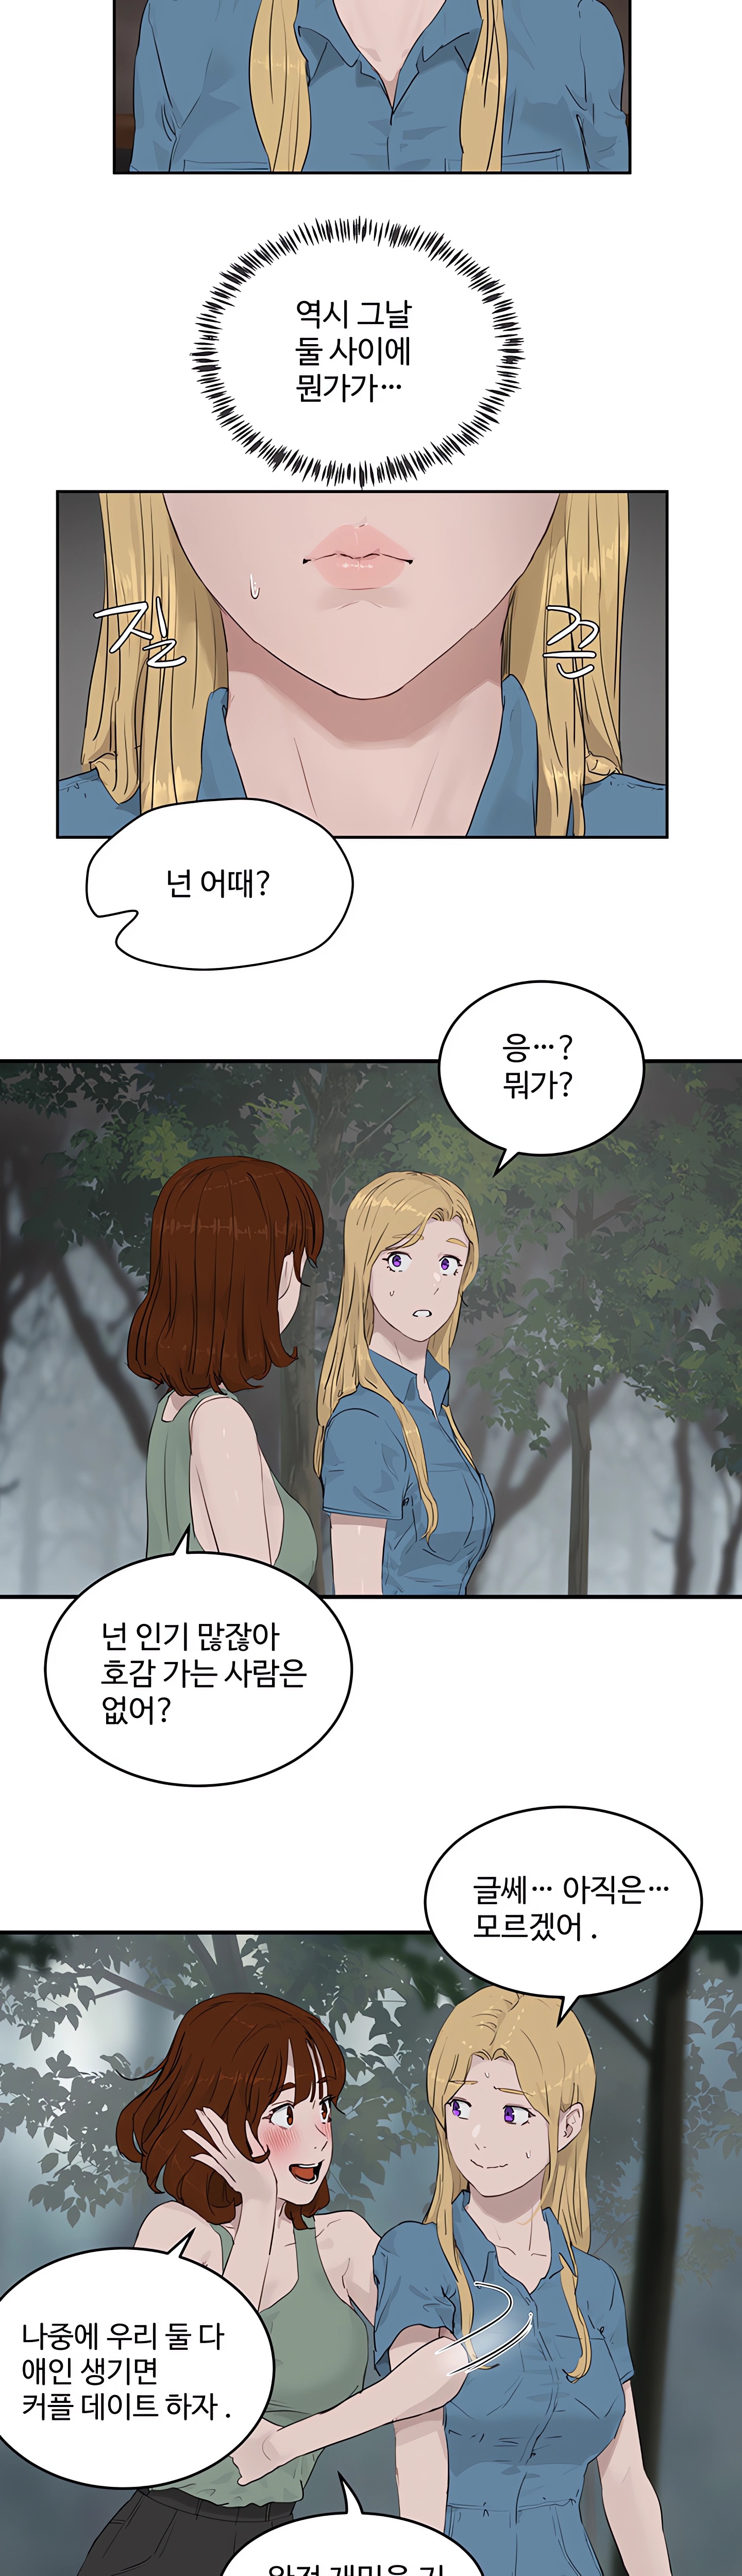 역시 그날
둘 사이에
뭔가가…
질
끈
넌 어때?
응…?
뭐가?
넌 인기 많잖아
호감 가는 사람은
없어?
글쎄… 아직은…
모르겠어.
나중에 우리 둘 다
애인 생기면
커플 데이트 하자.